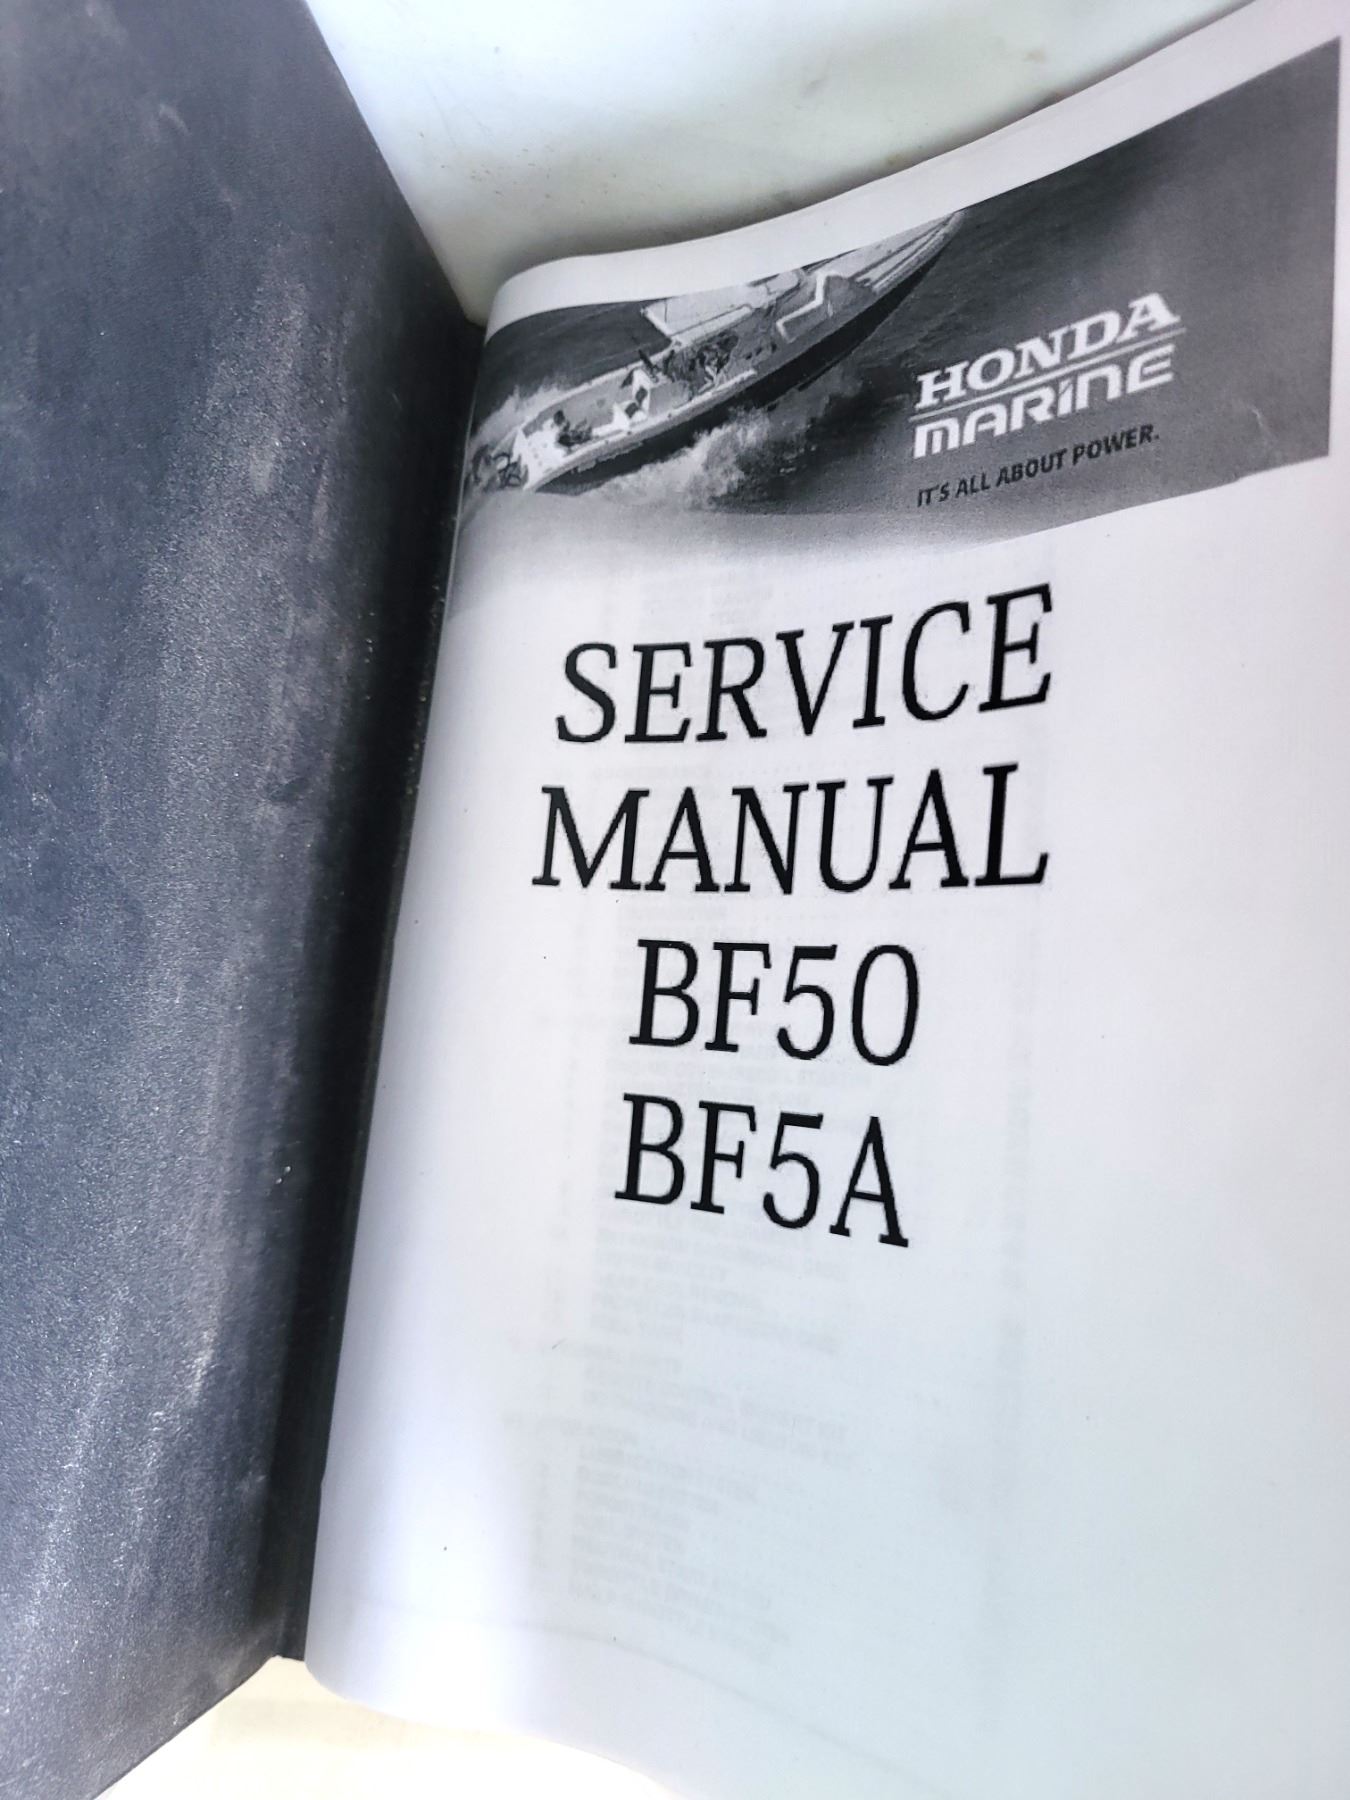 HONDA
MARINE
IT'S ALL ABOUT POWER.
SERVICE
MANUAL
BF50
BF5A